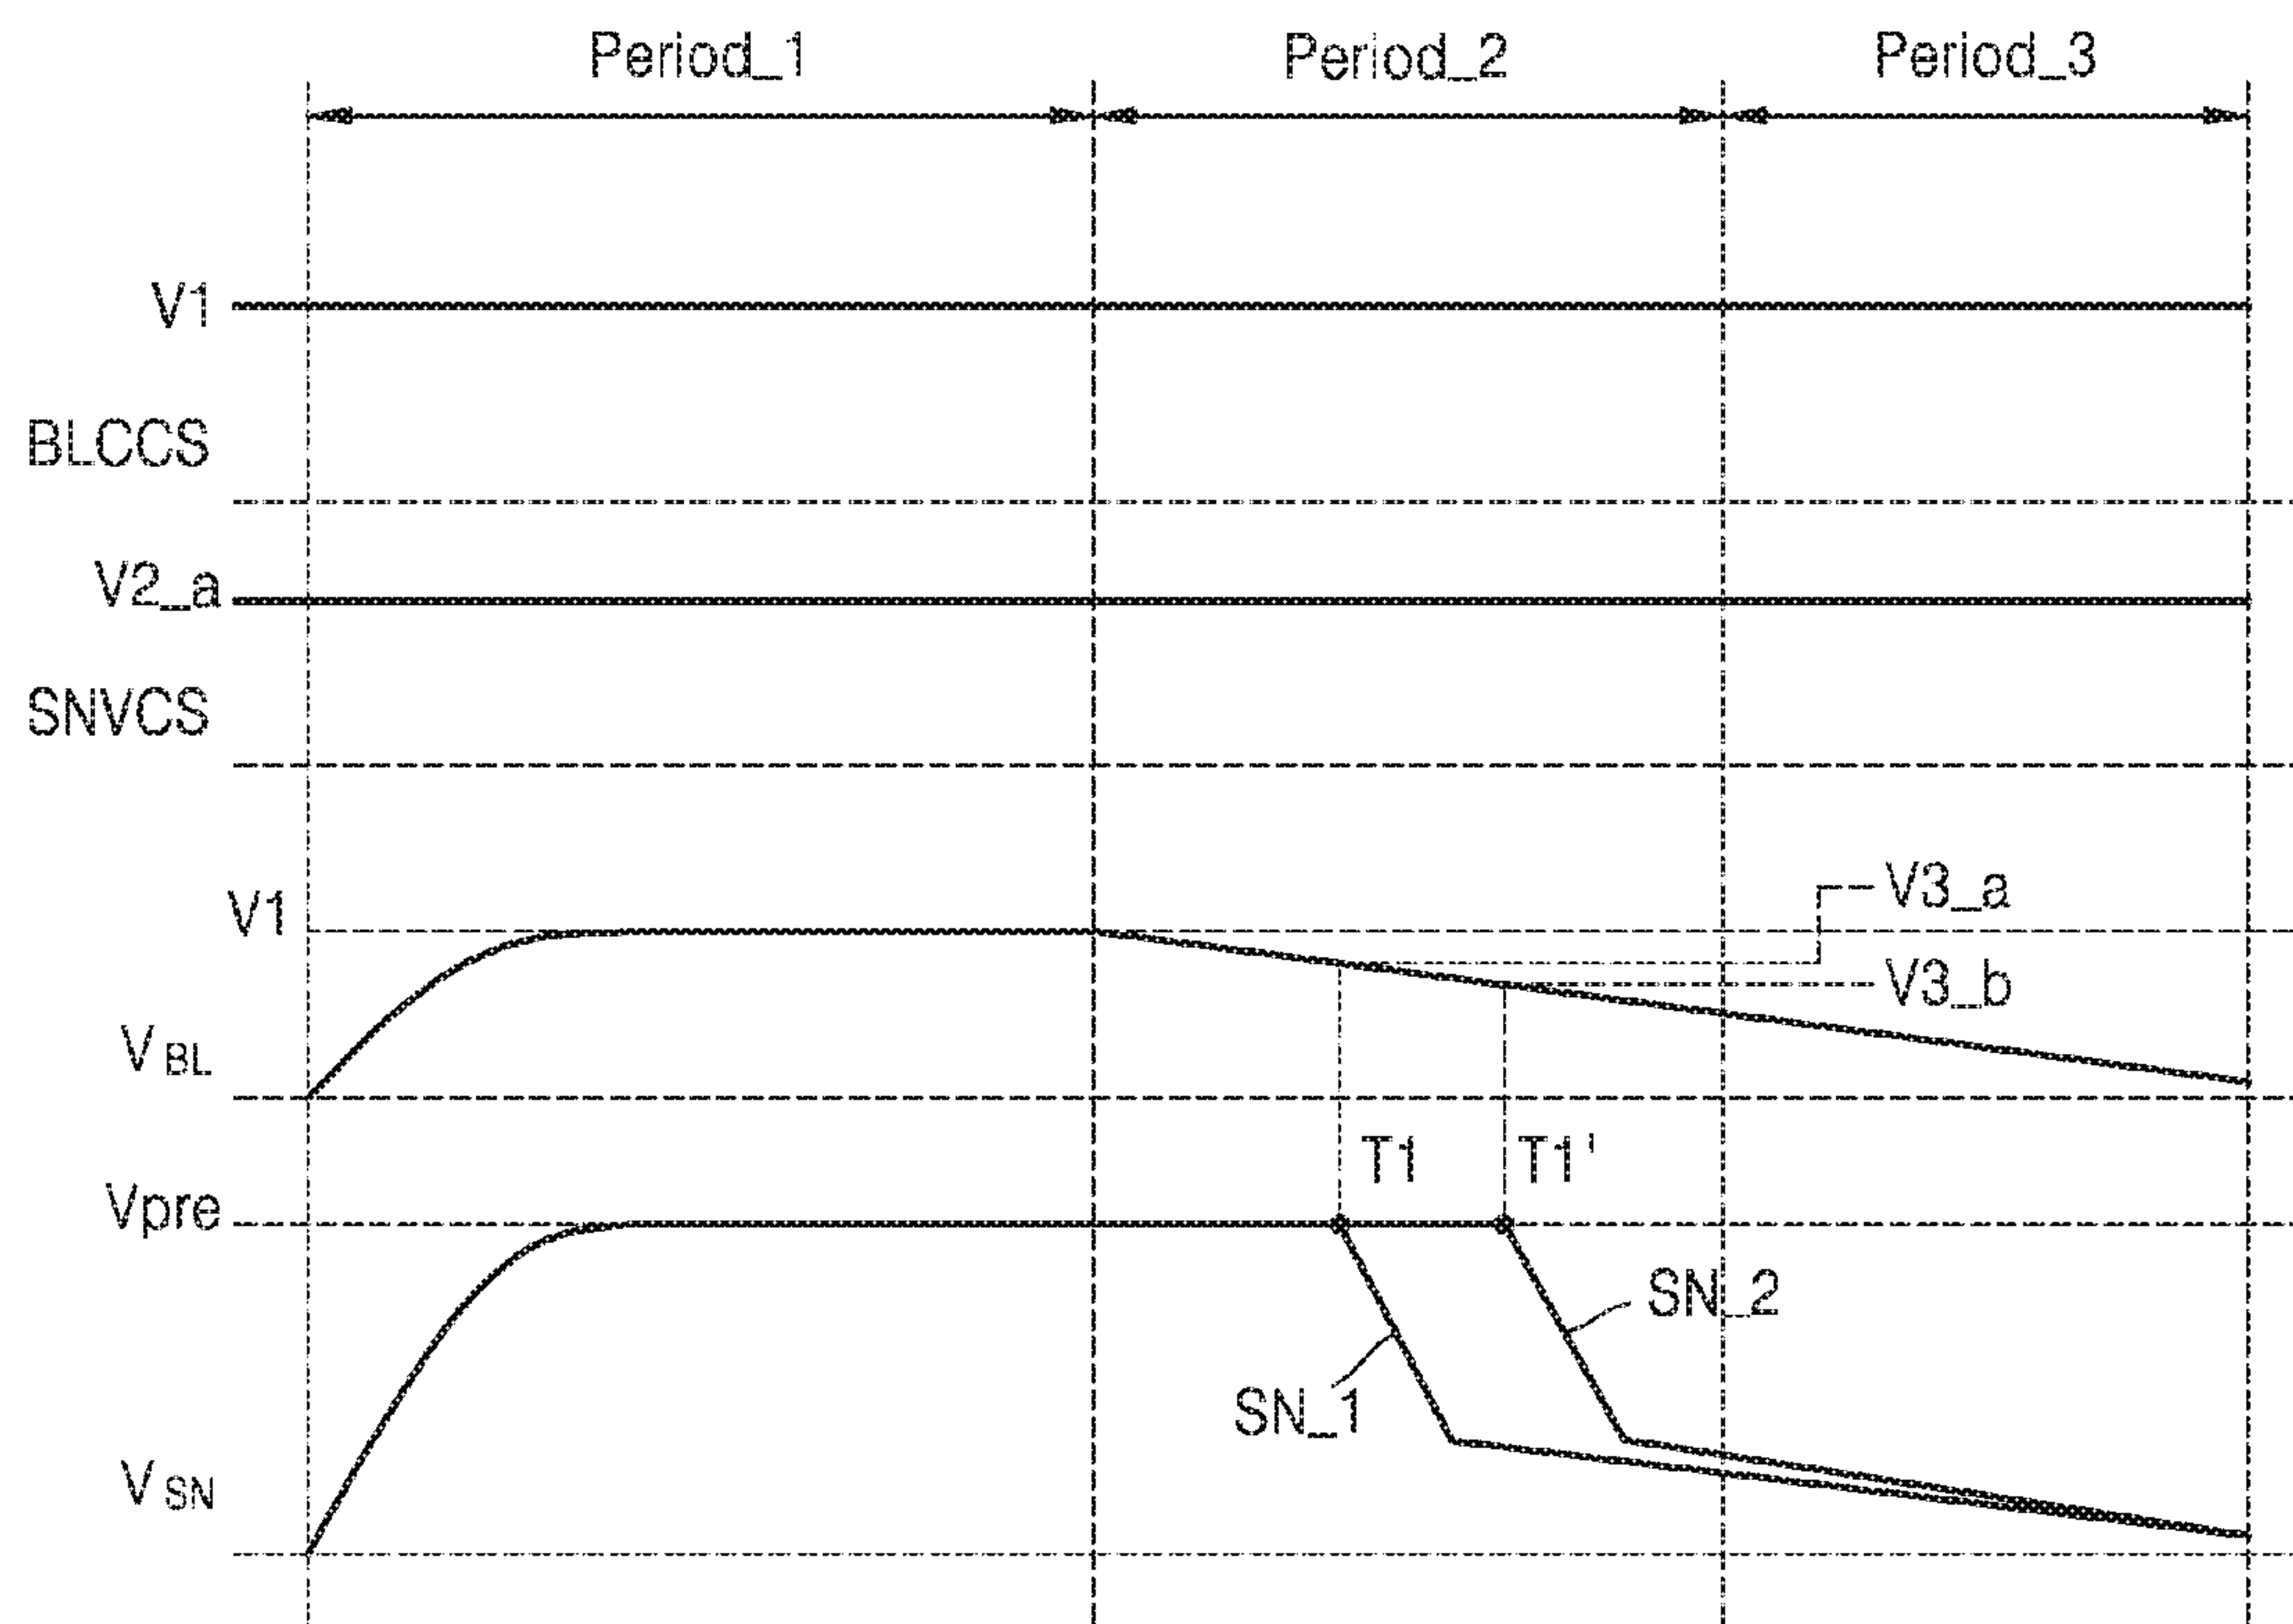 Period_1 Period_2 Period_3
V1
BLCCS
V2_a
SNVCS
V3_a
V1
V3_b
VBL
T1 T1'
Vpre
SN_2
SN_1
VSN